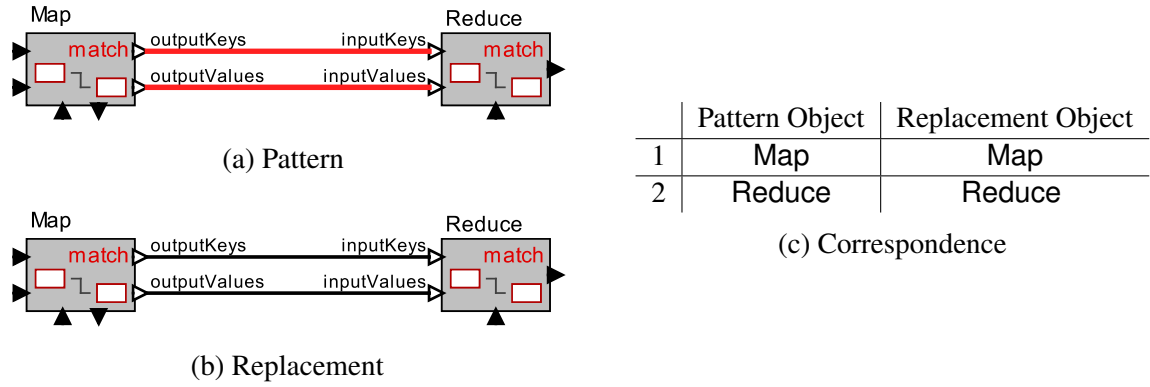 Map
Reduce
match
outputKeys
inputKeys
match
outputValues
inputValues
(a) Pattern
Map
Reduce
match
outputKeys
inputKeys
match
outputValues
inputValues
(b) Replacement
Pattern Object Replacement Object
1 Map Map
2 Reduce Reduce
(c) Correspondence